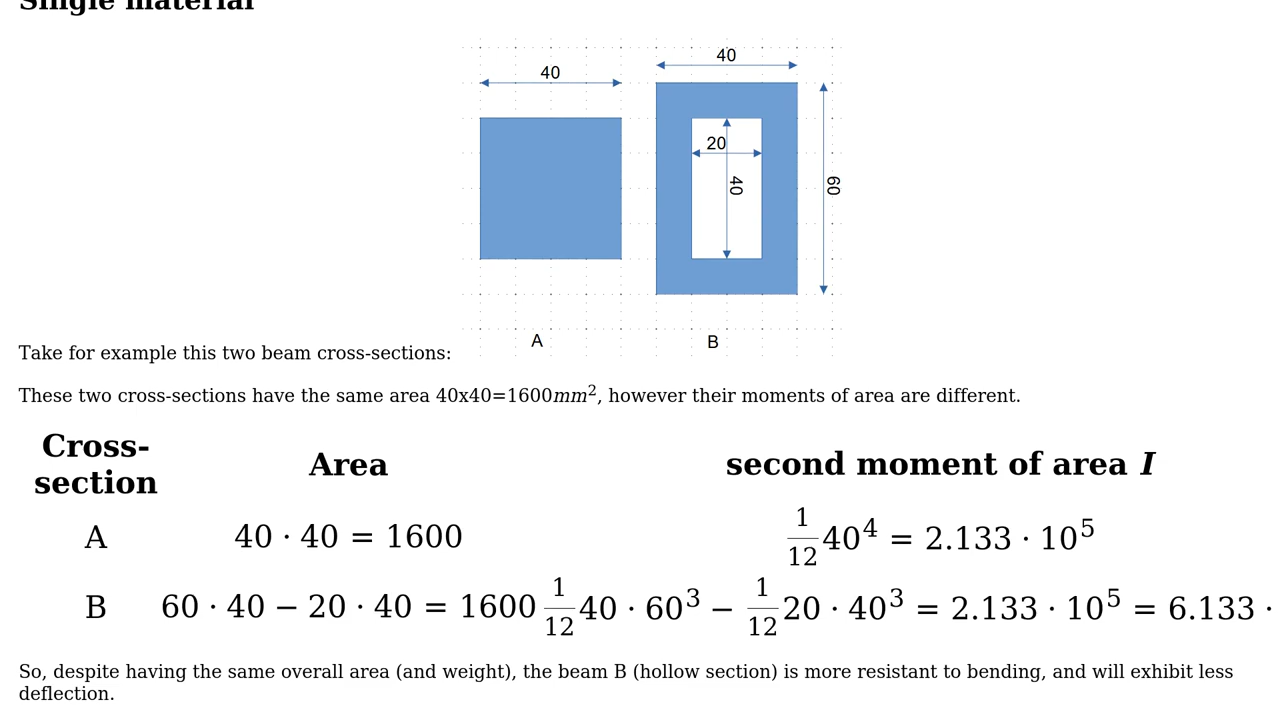 Single material
40
40
20
40
60
A
B
Take for example this two beam cross-sections:
These two cross-sections have the same area 40x40=1600mm², however their moments of area are different.
Cross-
section
Area
second moment of area I
A
40 · 40 = 1600
1/12 40⁴ = 2.133 · 10⁵
B
60 · 40 − 20 · 40 = 1600
1/12 40 · 60³ − 1/12 20 · 40³ = 2.133 · 10⁵ = 6.133 ·
So, despite having the same overall area (and weight), the beam B (hollow section) is more resistant to bending, and will exhibit less
deflection.